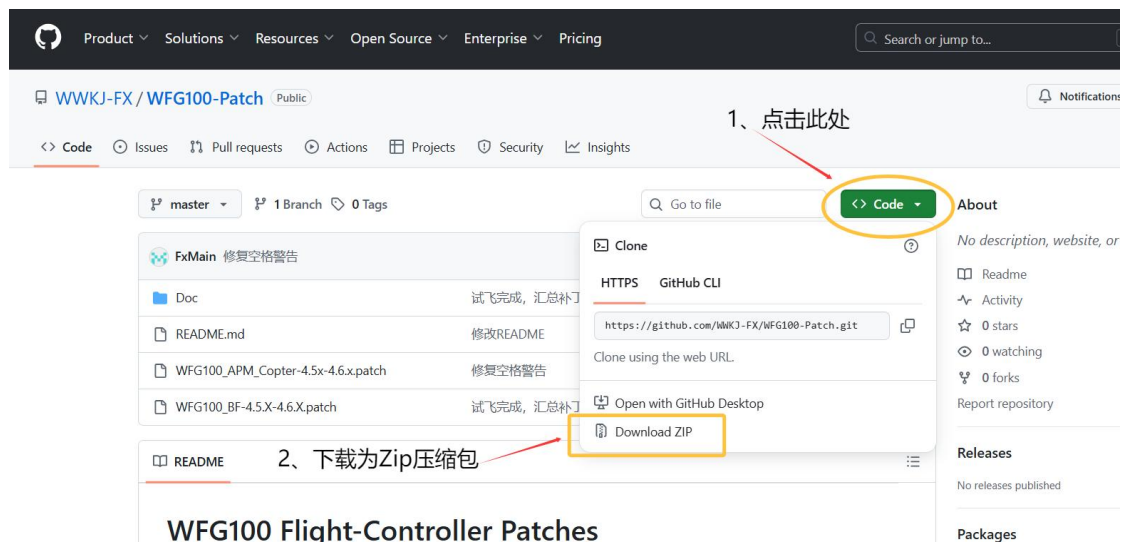 Product Solutions Resources Open Source Enterprise Pricing Search or jump to...
WWKJ-FX / WFG100-Patch Public Notifications
1、点击此处
Code Issues Pull requests Actions Projects Security Insights
master 1 Branch 0 Tags Go to file Code
About
FxMain 修复空格警告
Clone
No description, website, or
Doc 试飞完成，汇总补丁
HTTPS GitHub CLI
Readme
Activity
README.md 修改README
https://github.com/WWKJ-FX/WFG100-Patch.git
0 stars
Clone using the web URL.
0 watching
WFG100_APM_Copter-4.5x-4.6.x.patch 修复空格警告
0 forks
WFG100_BF-4.5.X-4.6.X.patch 试飞完成，汇总补丁
Open with GitHub Desktop
Report repository
Download ZIP
2、下载为Zip压缩包
README
Releases
No releases published
WFG100 Flight-Controller Patches
Packages